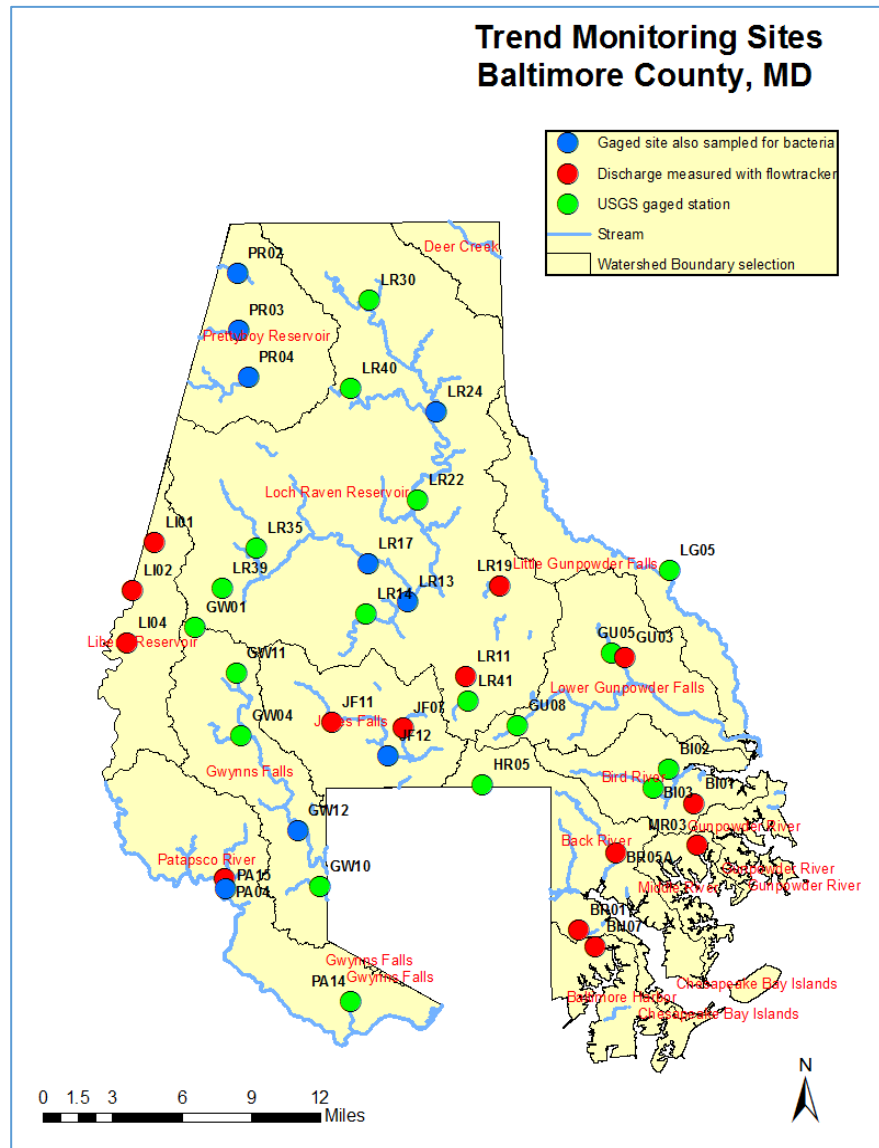 Trend Monitoring Sites
Baltimore County, MD
Gaged site also sampled for bacteria
Discharge measured with flowtracker
USGS gaged station
Stream
Watershed Boundary selection
Deer Creek
PR02
LR30
PR03
Prettyboy Reservoir
PR04
LR40
LR24
Loch Raven Reservoir
LR22
LI01
LR35
LR17
LG05
Little Gunpowder Falls
LI02
LR39
LR19
LR13
LR14
GW01
LI04
Reservoir
GU05
GU03
GW11
LR11
Lower Gunpowder Falls
LR41
JF11
JF07
GW04
GU08
JF12
Gwynns Falls
HR05
BI02
Bird River
BI01
BI03
GW12
MR03
Gunpowder River
Back River
BR05A
Patapsco River
PA15
PA04
GW10
Gunpowder River
Middle River
Gunpowder River
BR01
BH07
Gwynns Falls
Gwynns Falls
PA14
Chesapeake Bay Islands
Baltimore Harbor
Chesapeake Bay Islands
N
0 1.5 3 6 9 12
Miles